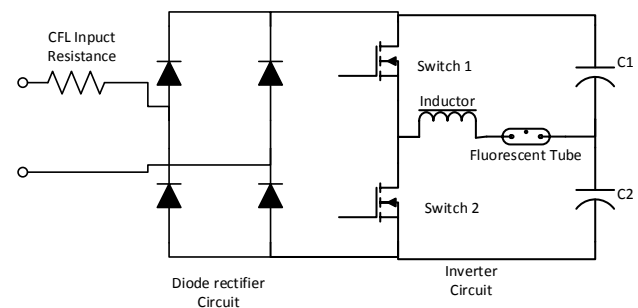 CFL Inpuct
Resistance
Switch 1
C1
Inductor
Fluorescent Tube
Switch 2
C2
Diode rectifier
Circuit
Inverter
Circuit